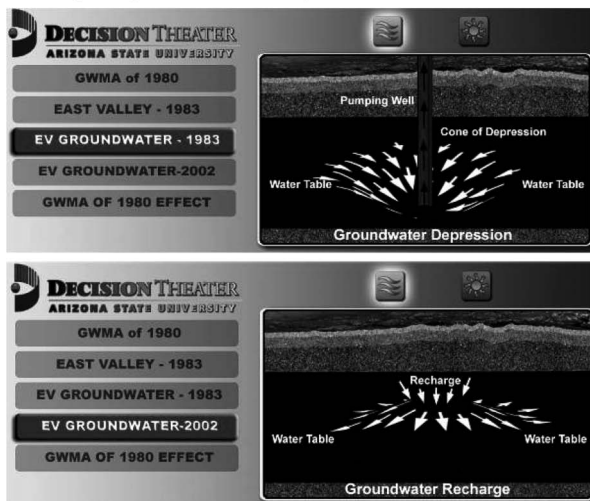 DECISION THEATER
ARIZONA STATE UNIVERSITY
GWMA of 1980
EAST VALLEY - 1983
EV GROUNDWATER - 1983
EV GROUNDWATER-2002
GWMA OF 1980 EFFECT
Pumping Well
Cone of Depression
Water Table
Water Table
Groundwater Depression
DECISION THEATER
ARIZONA STATE UNIVERSITY
GWMA of 1980
EAST VALLEY - 1983
EV GROUNDWATER - 1983
EV GROUNDWATER-2002
GWMA OF 1980 EFFECT
Recharge
Water Table
Water Table
Groundwater Recharge